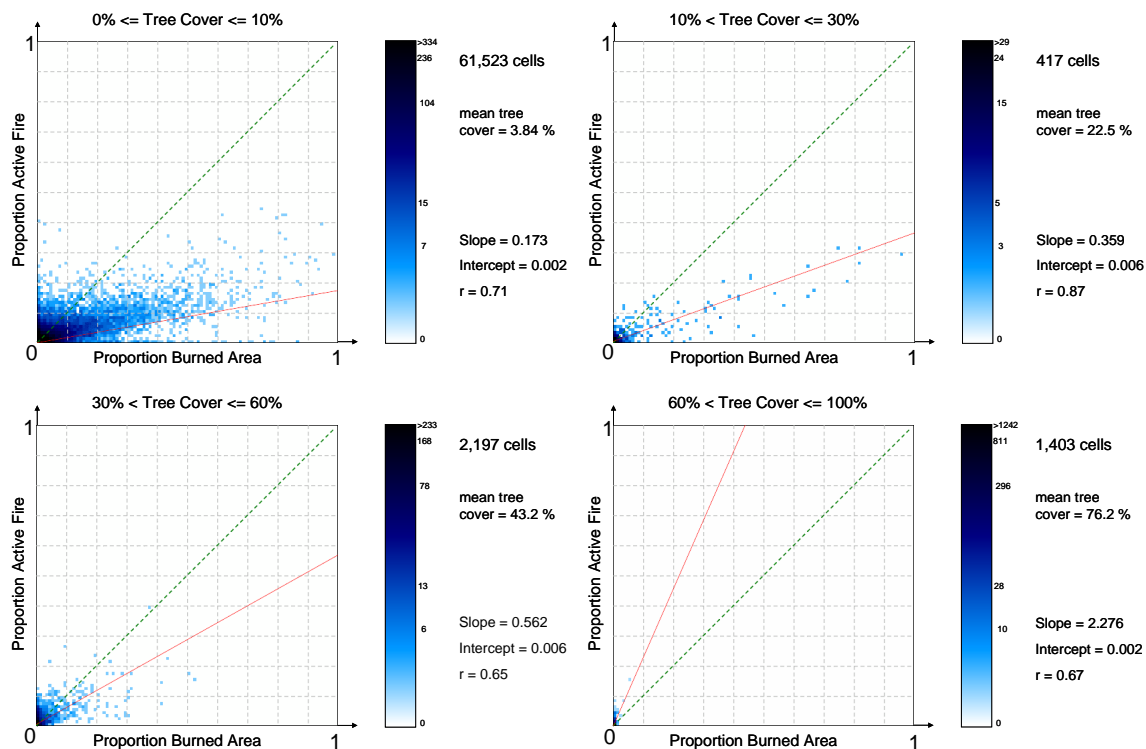 0% <= Tree Cover <= 10%
1
Proportion Active Fire
0
Proportion Burned Area
1
>334
236
104
15
7
0
61,523 cells
mean tree
cover = 3.84 %
Slope = 0.173
Intercept = 0.002
r = 0.71
10% < Tree Cover <= 30%
1
Proportion Active Fire
0
Proportion Burned Area
1
>29
24
15
5
3
0
417 cells
mean tree
cover = 22.5 %
Slope = 0.359
Intercept = 0.006
r = 0.87
30% < Tree Cover <= 60%
1
Proportion Active Fire
0
Proportion Burned Area
1
>233
168
78
13
6
0
2,197 cells
mean tree
cover = 43.2 %
Slope = 0.562
Intercept = 0.006
r = 0.65
60% < Tree Cover <= 100%
1
Proportion Active Fire
0
Proportion Burned Area
1
>1242
811
296
28
10
0
1,403 cells
mean tree
cover = 76.2 %
Slope = 2.276
Intercept = 0.002
r = 0.67